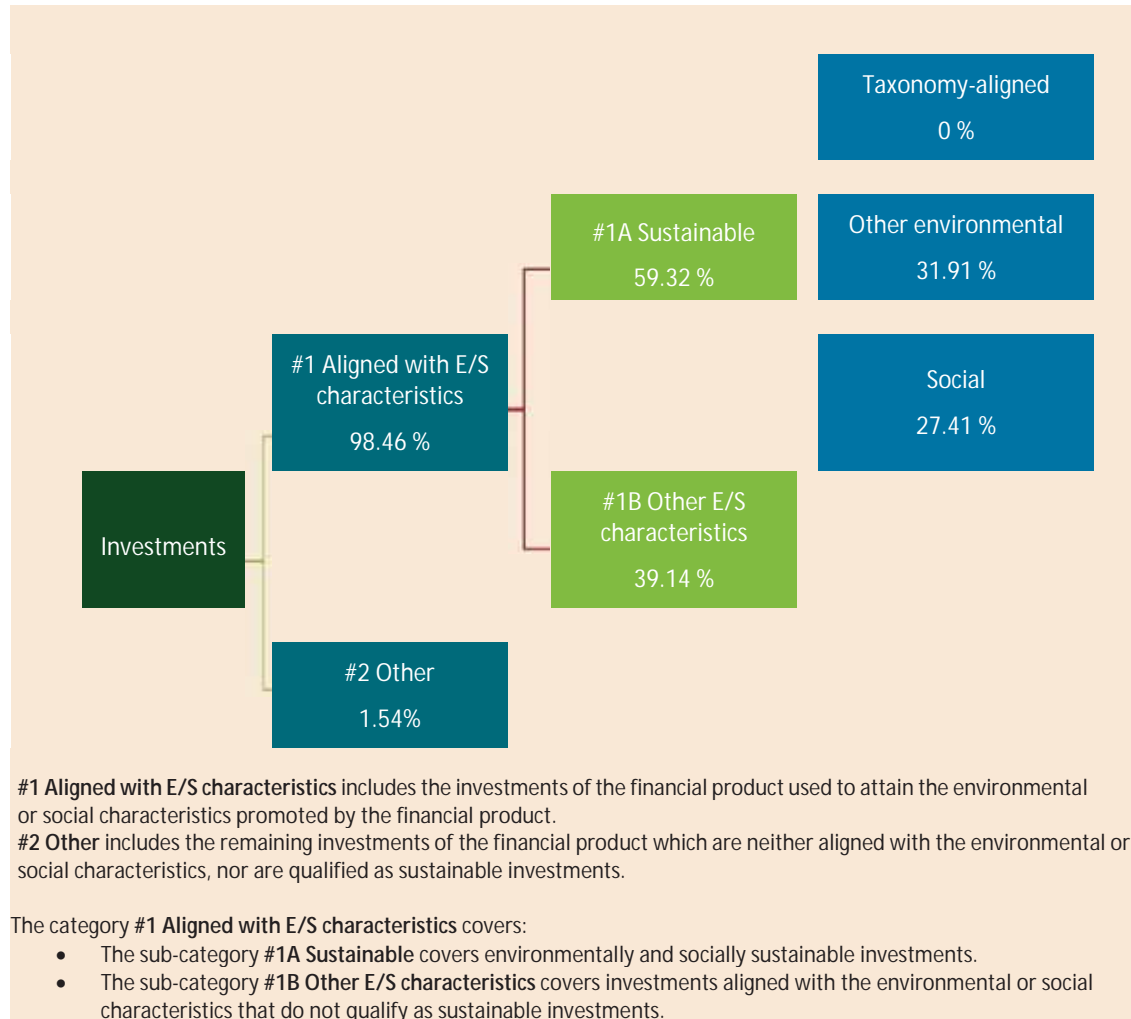 Taxonomy-aligned
0 %
#1A Sustainable
59.32 %
Other environmental
31.91 %
#1 Aligned with E/S
characteristics
98.46 %
Social
27.41 %
Investments
#1B Other E/S
characteristics
39.14 %
#2 Other
1.54%
#1 Aligned with E/S characteristics includes the investments of the financial product used to attain the environmental
or social characteristics promoted by the financial product.
#2 Other includes the remaining investments of the financial product which are neither aligned with the environmental or
social characteristics, nor are qualified as sustainable investments.
The category #1 Aligned with E/S characteristics covers:
• The sub-category #1A Sustainable covers environmentally and socially sustainable investments.
• The sub-category #1B Other E/S characteristics covers investments aligned with the environmental or social
characteristics that do not qualify as sustainable investments.